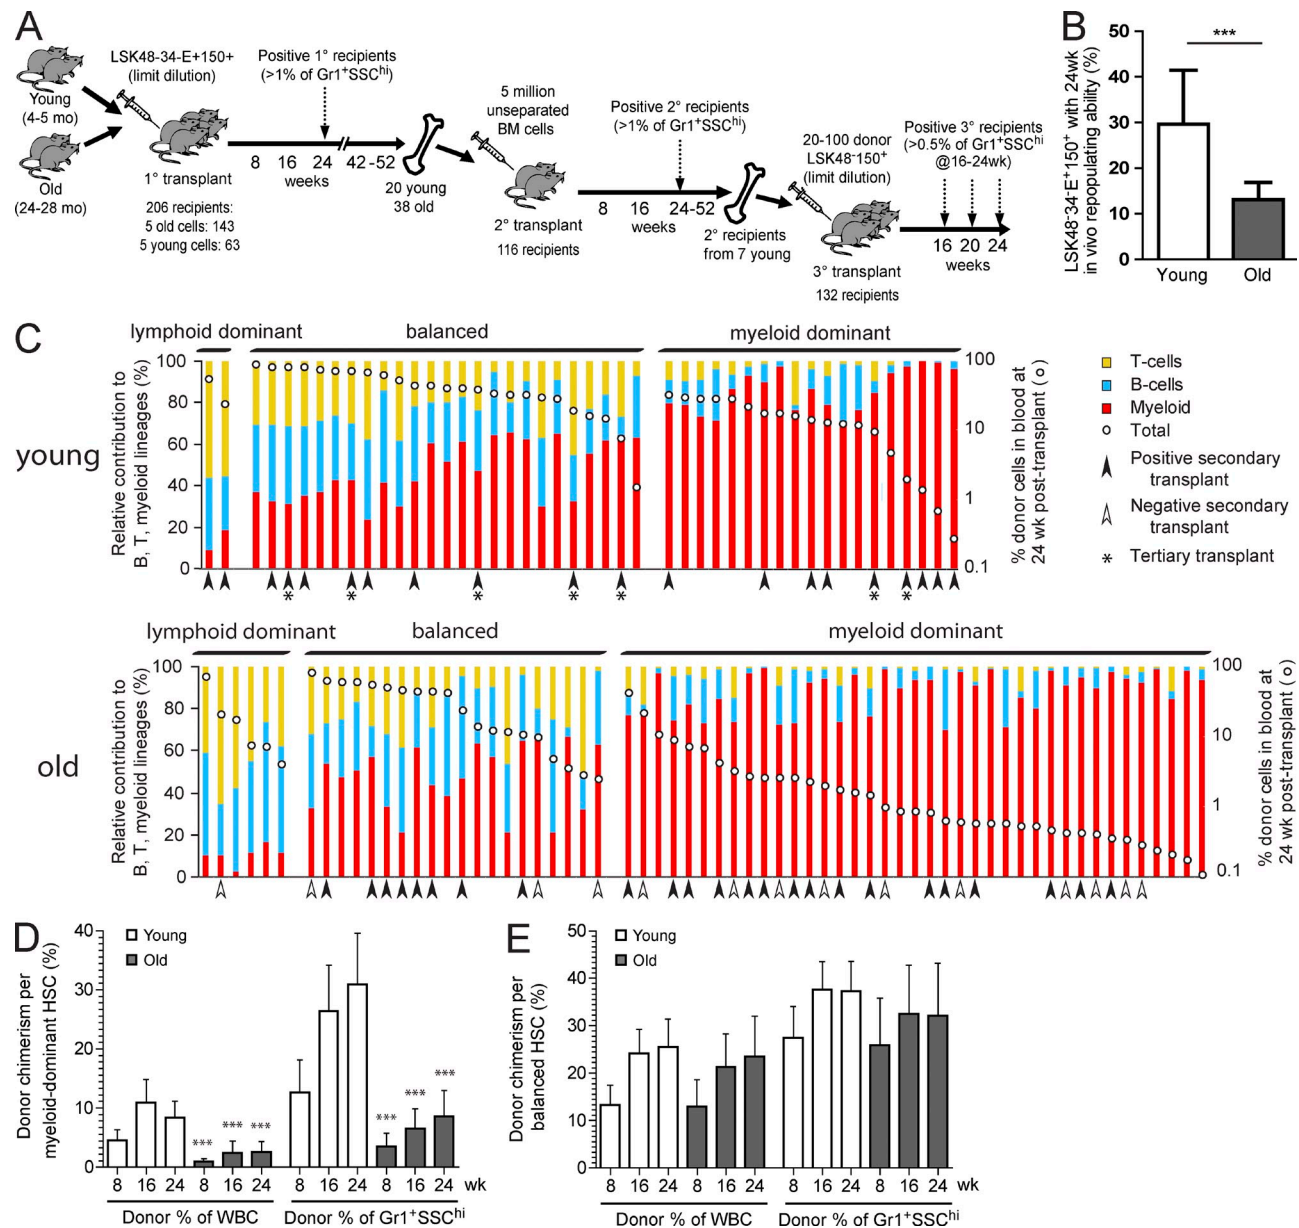 A
Young
(4-5 mo)
Old
(24-28 mo)
LSK48-34-E+150+
(limit dilution)
1° transplant
206 recipients:
5 old cells: 143
5 young cells: 63
Positive 1° recipients
(>1% of Gr1⁺SSCʰⁱ)
8 16 24 42 -52
weeks
20 young
38 old
5 million
unseparated
BM cells
2° transplant
116 recipients
Positive 2° recipients
(>1% of Gr1⁺SSCʰⁱ)
8 16 24-52
weeks
2° recipients
from 7 young
20-100 donor
LSK48⁻150⁺
(limit dilution)
3° transplant
132 recipients
Positive 3° recipients
(>0.5% of Gr1⁺SSCʰⁱ
@16-24wk)
16 20 24
weeks
B
LSK48⁻34⁻E⁺150⁺ with 24wk
in vivo repopulating ability (%)
50
40
30
20
10
0
***
Young Old
C
lymphoid dominant balanced myeloid dominant
young
Relative contribution to
B, T, myeloid lineages (%)
100
80
60
40
20
0
100
10
1
0.1
% donor cells in blood at
24 wk post-transplant (o)
* * * * * * *
T-cells
B-cells
Myeloid
Total
Positive secondary
transplant
Negative secondary
transplant
* Tertiary transplant
lymphoid dominant balanced myeloid dominant
old
Relative contribution to
B, T, myeloid lineages (%)
100
80
60
40
20
0
100
10
1
0.1
% donor cells in blood at
24 wk post-transplant (o)
D
Donor chimerism per
myeloid-dominant HSC (%)
40
30
20
10
0
Young
Old
*** *** *** *** *** ***
8 16 24 8 16 24 8 16 24 8 16 24 wk
Donor % of WBC Donor % of Gr1⁺SSCʰⁱ
E
Donor chimerism per
balanced HSC (%)
50
40
30
20
10
0
Young
Old
8 16 24 8 16 24 8 16 24 8 16 24
Donor % of WBC Donor % of Gr1⁺SSCʰⁱ